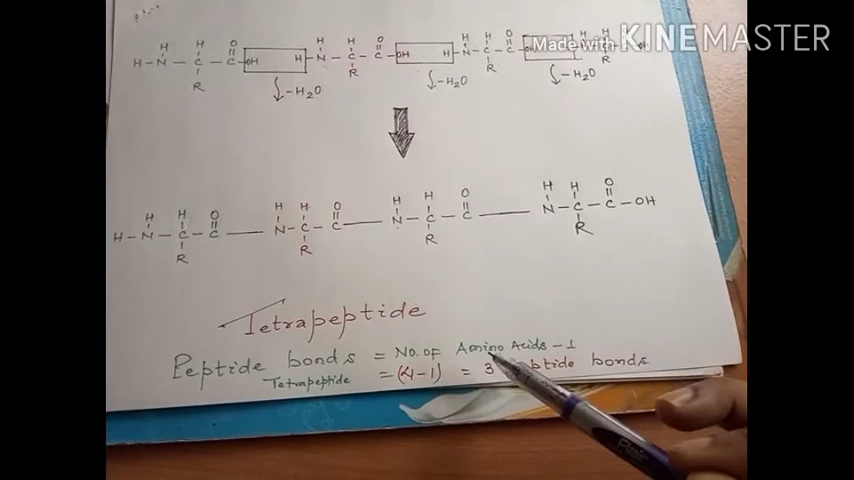 Made with KINEMASTER
H H O H H O H H O H H
H-N-C-C-OH H-N-C-C-OH H-N-C-C-OH N-C-C-OH
R R R R
-H2O -H2O -H2O
H H O H H O H H O H H O
H-N-C-C — N-C-C — N-C-C — N-C-C-OH
R R R R
Tetrapeptide
Peptide bonds = No. of Amino Acids -1
Tetrapeptide = (4-1) = 3 bonds